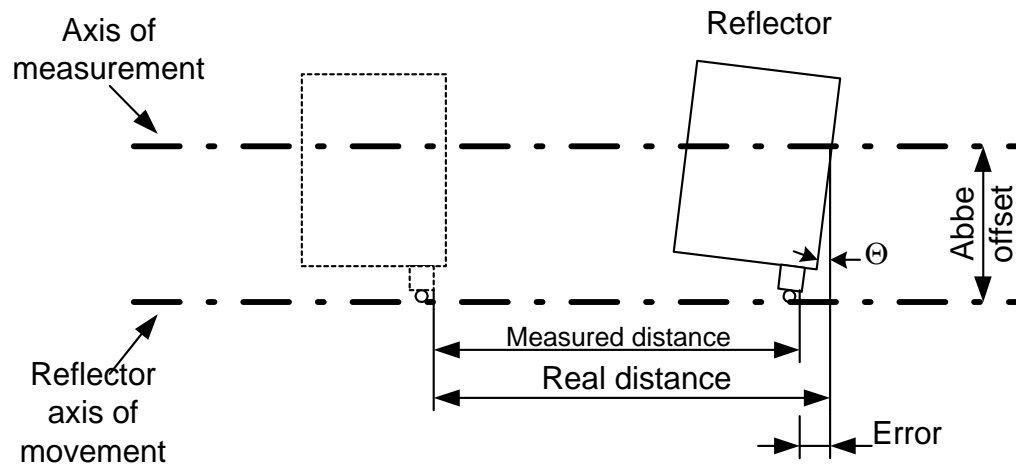 Axis of
measurement
Reflector
Abbe
offset
Θ
Measured distance
Real distance
Reflector
axis of
movement
Error